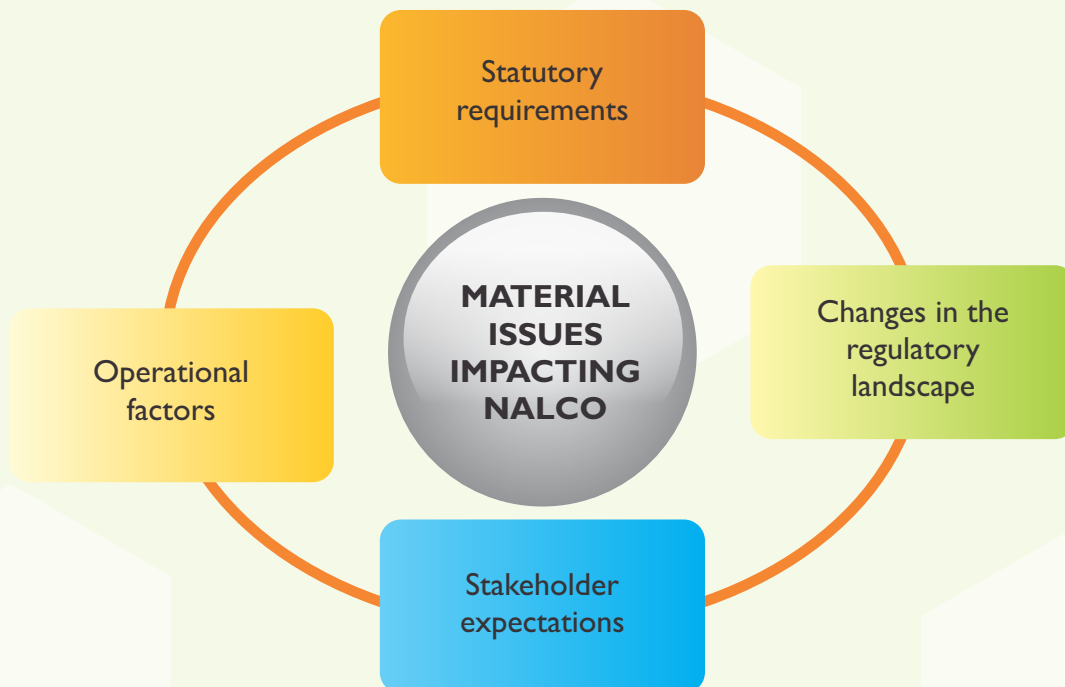 Statutory
requirements
MATERIAL
ISSUES
IMPACTING
NALCO
Changes in the
regulatory
landscape
Operational
factors
Stakeholder
expectations